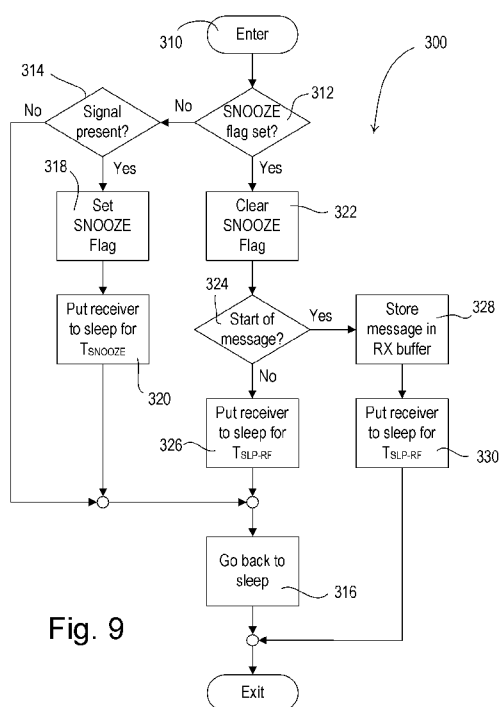 310
Enter
300
314
No
Signal
present?
No
SNOOZE
flag set?
312
Yes
Yes
318
Set
SNOOZE
Flag
Clear
SNOOZE
Flag
322
324
Put receiver
to sleep for
TSNOOZE
320
Start of
message?
Yes
Store
message in
RX buffer
328
No
326
Put receiver
to sleep for
TSLP-RF
Put receiver
to sleep for
TSLP-RF
330
Go back to
sleep
316
Fig. 9
Exit